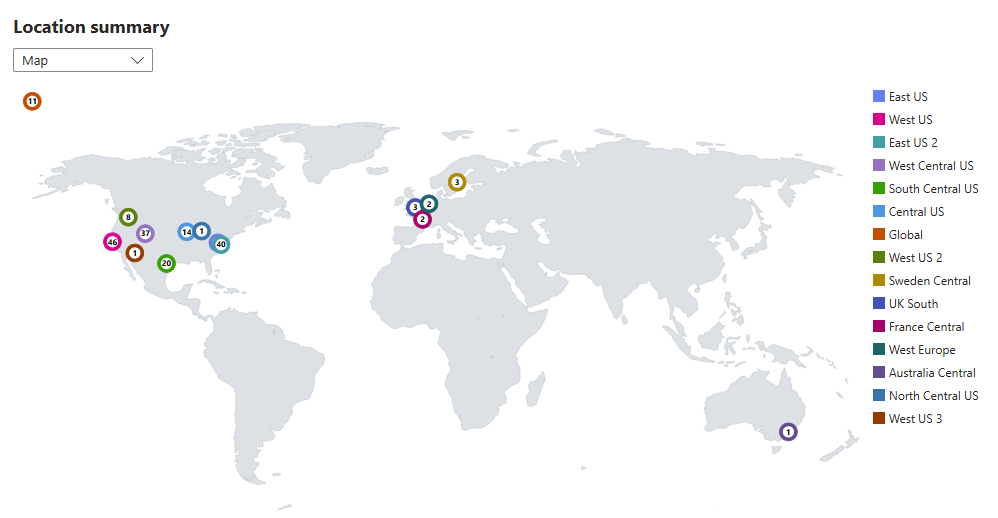 Location summary
Map
11
3
3
2
2
8
46
37
14
1
40
1
20
1
East US
West US
East US 2
West Central US
South Central US
Central US
Global
West US 2
Sweden Central
UK South
France Central
West Europe
Australia Central
North Central US
West US 3